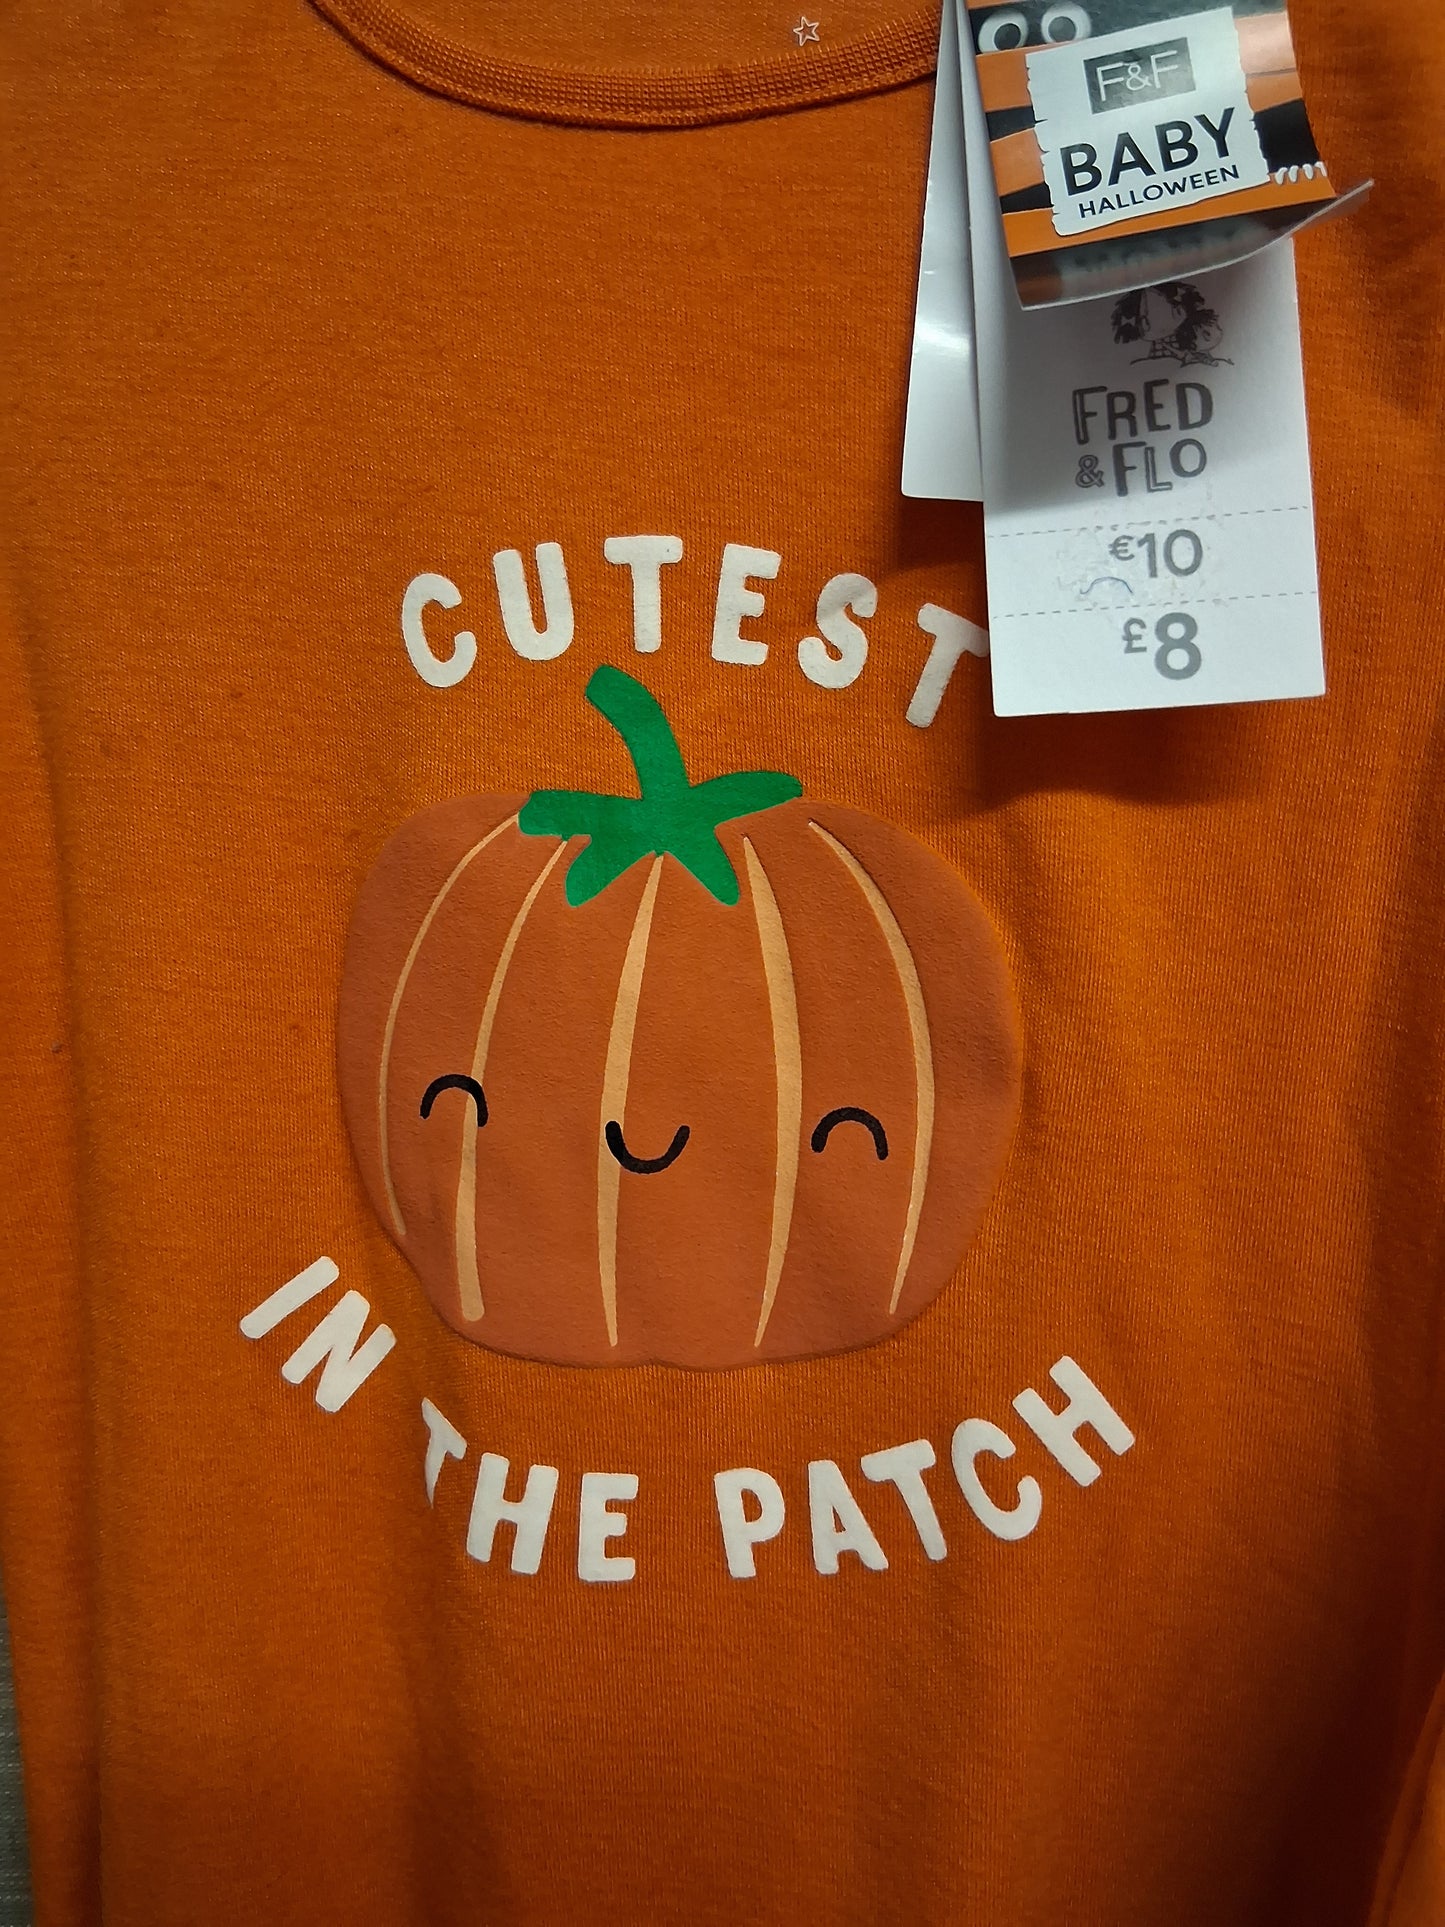 F&F
BABY
HALLOWEEN
FRED
& FLO
€10
£8
CUTEST
IN THE PATCH